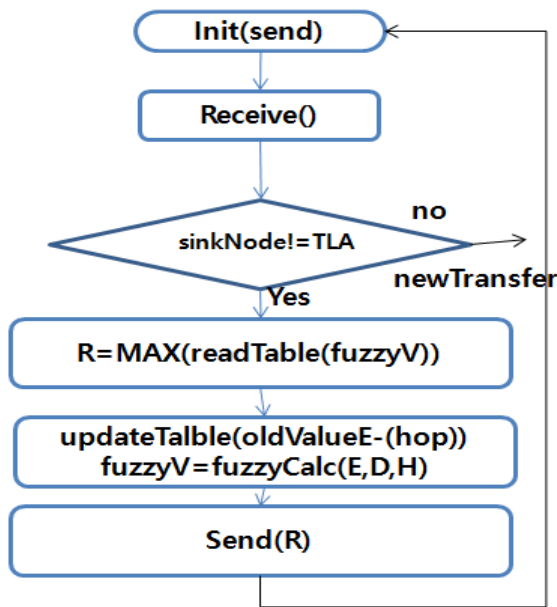 Init(send)
Receive()
no
sinkNode!=TLA
newTransfer
Yes
R=MAX(readTable(fuzzyV))
updateTalble(oldValueE-(hop))
fuzzyV=fuzzyCalc(E,D,H)
Send(R)